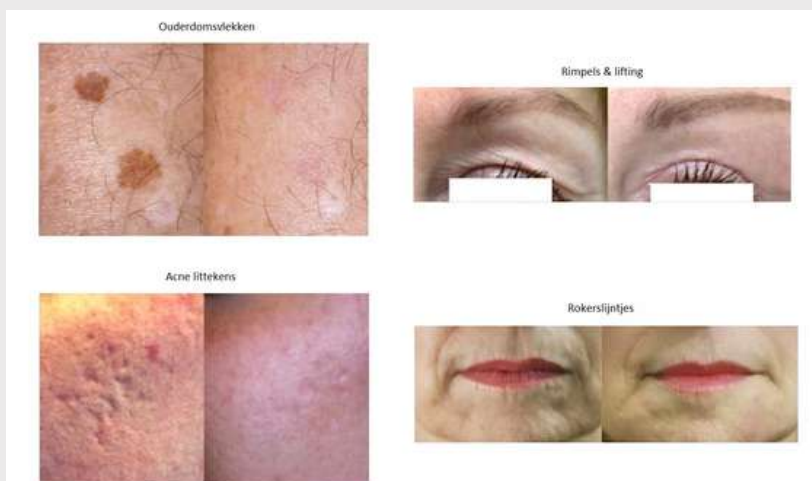 Ouderdomsvlekken
Rimpels & lifting
Acne littekens
Rokerslijntjes